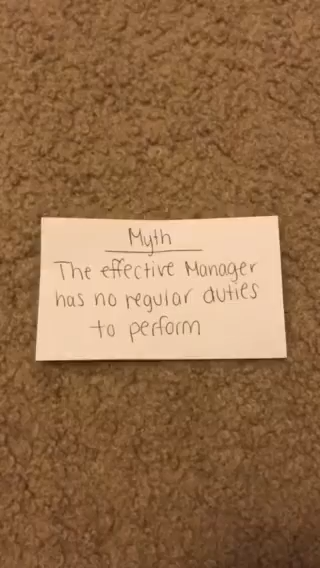 Myth
The effective Manager
has no regular duties
to perform